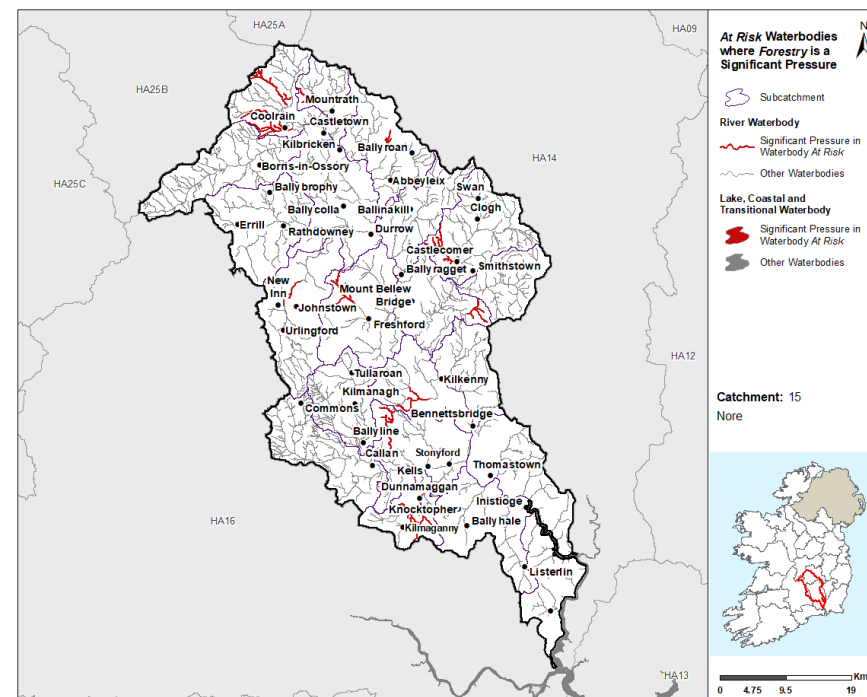 HA25A
HA09
HA25B
HA14
HA25C
HA12
HA16
HA13
Mountrath
Coolrain
Castletown
Kilbricken
Ballyroan
Borris-in-Ossory
Abbeyleix
Swan
Ballybrophy
Ballycolla
Ballinakill
Clogh
Errill
Rathdowney
Durrow
Castlecomer
Ballyragget
Smithstown
New
Inn
Mount Bellew
Bridge
Johnstown
Freshford
Urlingford
Tullaroan
Kilkenny
Kilmanagh
Commons
Bennettsbridge
Ballyline
Callan
Stonyford
Kells
Thomastown
Dunnamaggan
Inistioge
Knocktopher
Kilmaganny
Ballyhale
Listerlin
At Risk Waterbodies
where Forestry is a
Significant Pressure
N
Subcatchment
River Waterbody
Significant Pressure in
Waterbody At Risk
Other Waterbodies
Lake, Coastal and
Transitional Waterbody
Significant Pressure in
Waterbody At Risk
Other Waterbodies
Catchment: 15
Nore
0 4.75 9.5 19